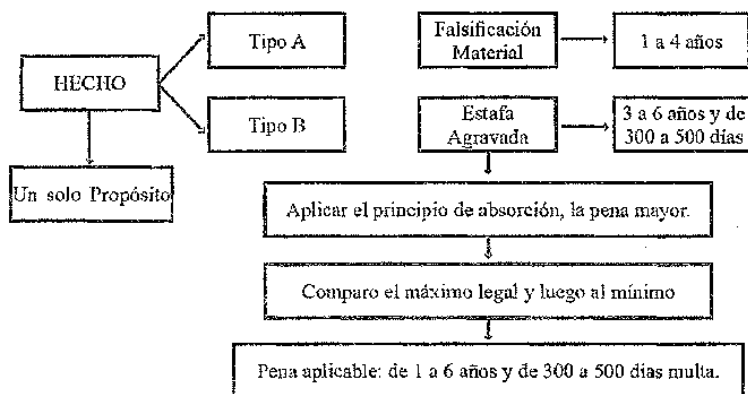 HECHO
Tipo A
Tipo B
Un solo Propósito
Falsificación
Material
1 a 4 años
Estafa
Agravada
3 a 6 años y de
300 a 500 días
Aplicar el principio de absorción, la pena mayor.
Comparo el máximo legal y luego al mínimo
Pena aplicable: de 1 a 6 años y de 300 a 500 días multa.